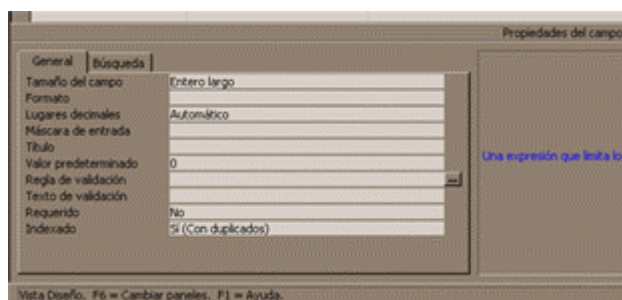 Propiedades del campo
General Búsqueda
Tamaño del campo Entero largo
Formato
Lugares decimales Automático
Máscara de entrada
Título
Valor predeterminado 0
Regla de validación ...
Texto de validación
Requerido No
Indexado Sí (Con duplicados)
Una expresión que limita lo
Vista Diseño. F6 = Cambiar paneles. F1 = Ayuda.